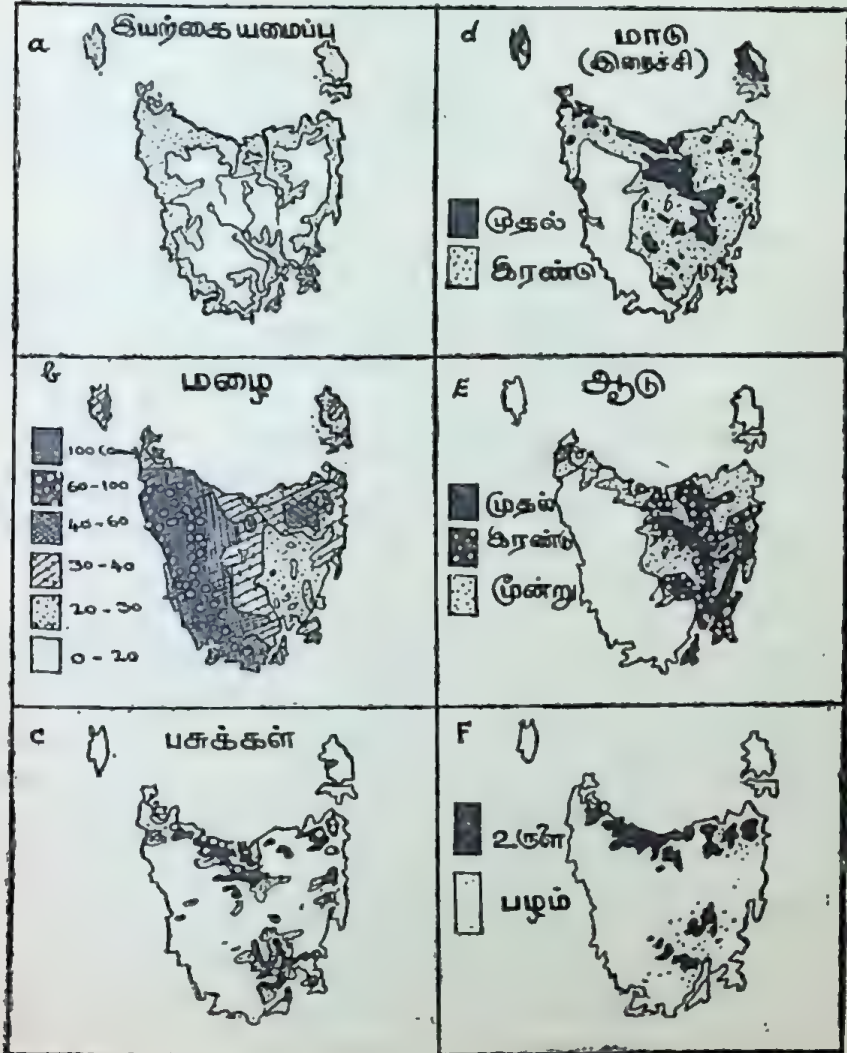 a
இயற்கை யமைப்பு
d
மாடு
(இறைச்சி)
முதல்
இரண்டு
b
மழை
60-100
40-60
30-40
20-30
0-20
E
ஆடு
முதல்
இரண்டு
மூன்று
c
பசுக்கள்
F
உருளை
பழம்